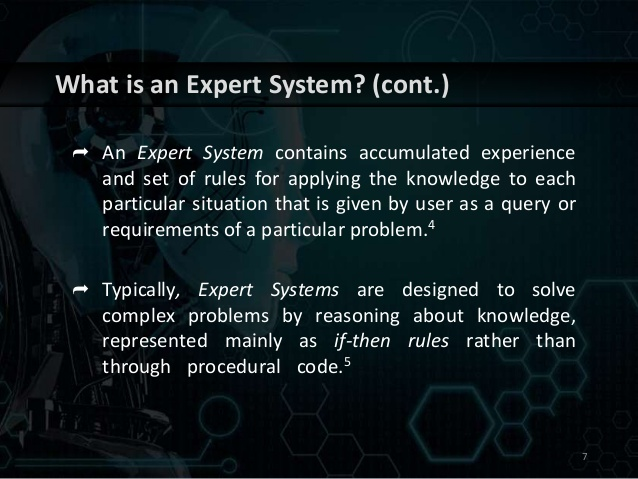 What is an Expert System? (cont.)
An Expert System contains accumulated experience
and set of rules for applying the knowledge to each
particular situation that is given by user as a query or
requirements of a particular problem.4
Typically, Expert Systems are designed to solve
complex problems by reasoning about knowledge,
represented mainly as if-then rules rather than
through procedural code.5
7